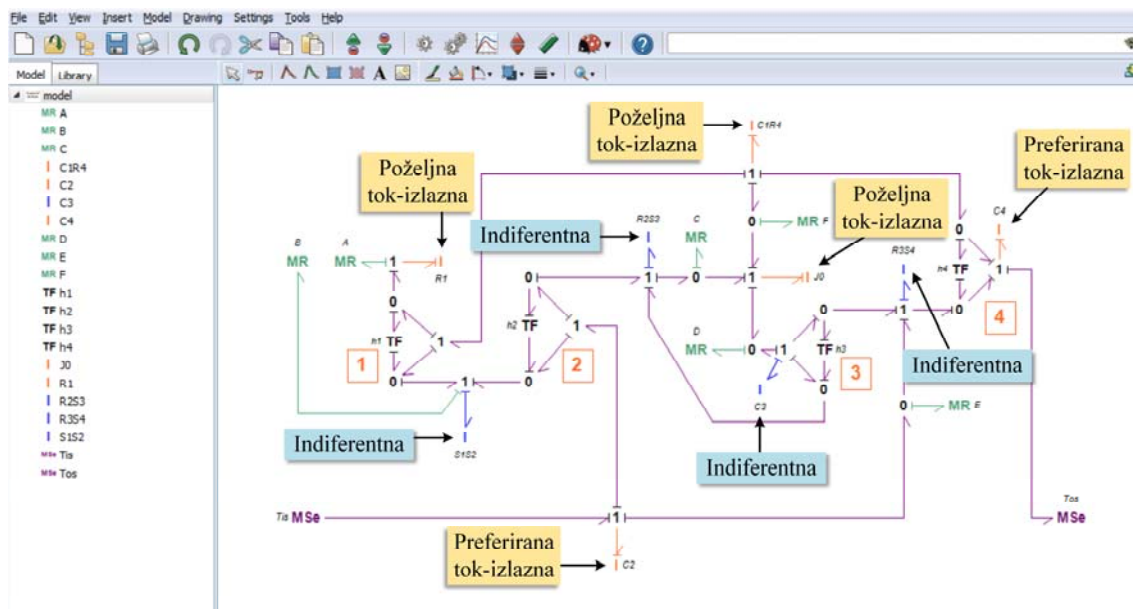 File Edit View Insert Model Drawing Settings Tools Help
Model Library
model
MR A
MR B
MR C
C1R4
C2
C3
C4
MR D
MR E
MR F
TF h1
TF h2
TF h3
TF h4
J0
R1
R2S3
R3S4
S1S2
MSe Tis
MSe Tos
A
Poželjna
tok-izlazna
C1R4
Preferirana
tok-izlazna
Poželjna
tok-izlazna
Poželjna
tok-izlazna
C4
Indiferentna
R2S3
C
MR
0
1
0
MR F
B
MR
A
MR
1
R1
0
h1 TF
1
1
0
1
S1S2
0
0
h2 TF
1
2
1
0
1
J0
D
MR
0
1
C3
0
TF h3
0
3
R3S4
1
0
0
h4 TF
1
4
Indiferentna
0
MR E
Indiferentna
Indiferentna
Tis MSe
1
C2
Preferirana
tok-izlazna
Tos
MSe